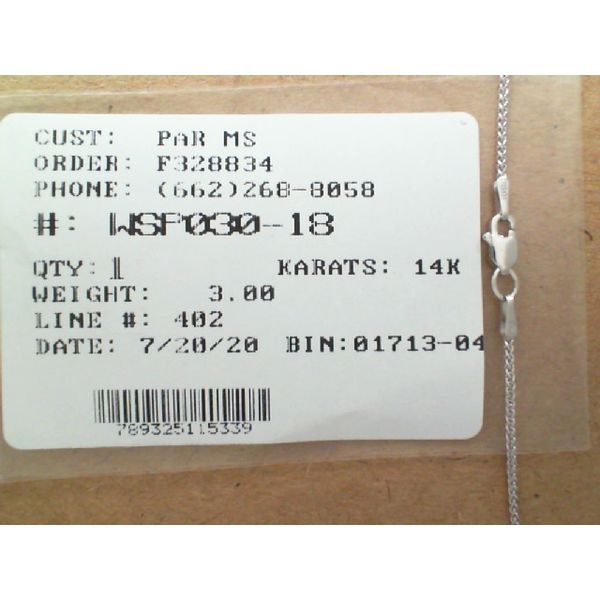 CUST: PAR MS
ORDER: F328834
PHONE: (662)268-8058
#: WSP030-18
QTY: 1 KARATS: 14K
WEIGHT: 3.00
LINE #: 402
DATE: 7/20/20 BIN:01713-04
789325115339